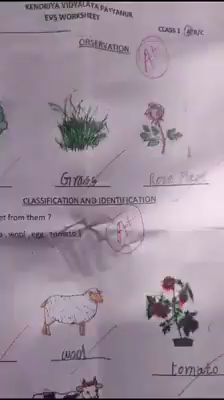 KENDRIYA VIDYALAYA PAYYANUR
EVS WORKSHEET
CLASS 1 A/B/C
OBSERVATION
A+
Grass
Rose Plant
CLASSIFICATION AND IDENTIFICATION
et from them ?
wool egg tomato
A+
wool
tomato